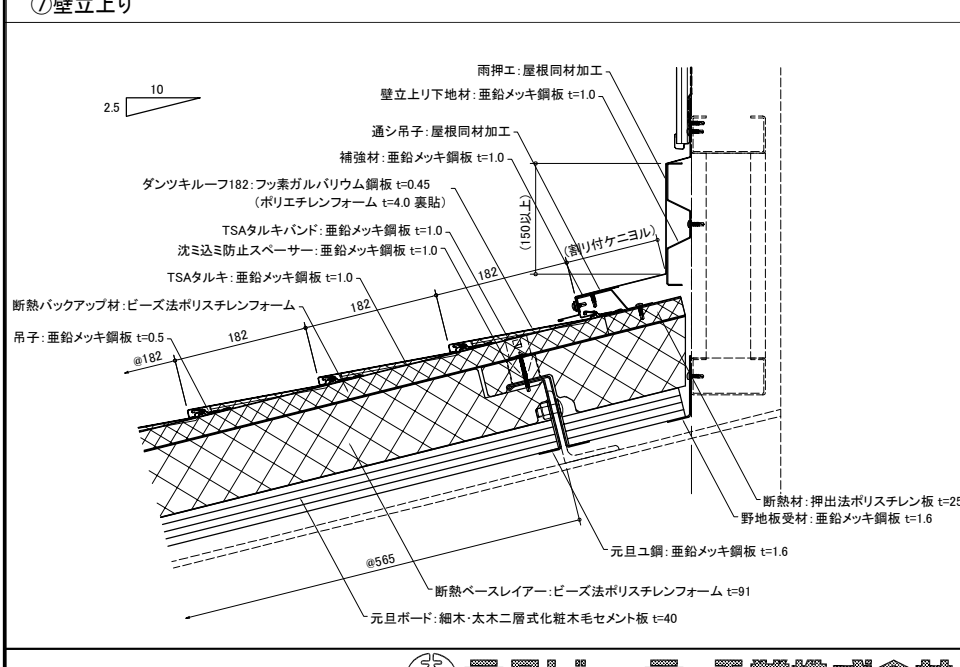 ⑦壁立上り
10
2.5
雨押エ:屋根同材加工
壁立上り下地材:亜鉛メッキ鋼板 t=1.0
通シ吊子:屋根同材加工
補強材:亜鉛メッキ鋼板 t=1.0
ダンツキルーフ182:フッ素ガルバリウム鋼板 t=0.45
(ポリエチレンフォーム t=4.0 裏貼)
TSAタルキバンド:亜鉛メッキ鋼板 t=1.0
沈ミ込ミ防止スペーサー:亜鉛メッキ鋼板 t=1.0
TSAタルキ:亜鉛メッキ鋼板 t=1.0
断熱バックアップ材:ビーズ法ポリスチレンフォーム
吊子:亜鉛メッキ鋼板 t=0.5
(150以上)
(割り付ケニヨル)
182
182
182
@182
断熱材:押出法ポリスチレン板 t=25
野地板受材:亜鉛メッキ鋼板 t=1.6
元旦ユ鋼:亜鉛メッキ鋼板 t=1.6
@565
断熱ベースレイアー:ビーズ法ポリスチレンフォーム t=91
元旦ボード:細木・太木二層式化粧木毛セメント板 t=40